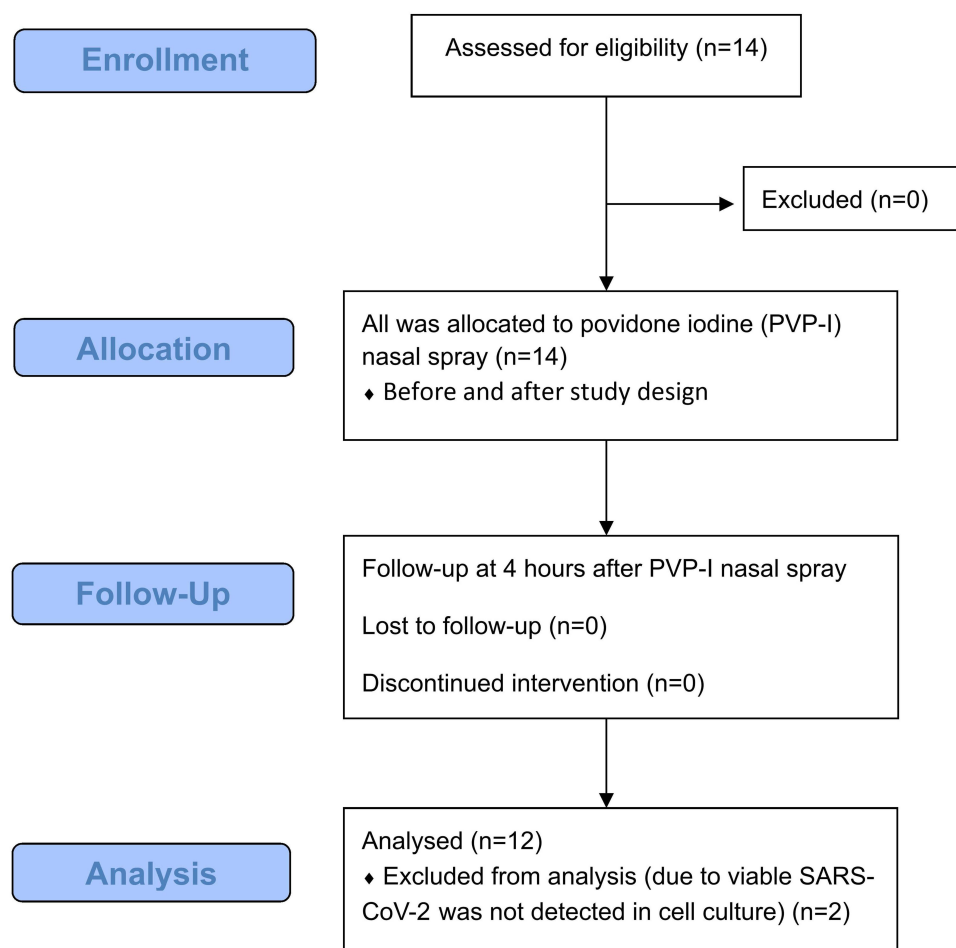 Enrollment
Assessed for eligibility (n=14)
Excluded (n=0)
Allocation
All was allocated to povidone iodine (PVP-I)
nasal spray (n=14)
♦ Before and after study design
Follow-Up
Follow-up at 4 hours after PVP-I nasal spray
Lost to follow-up (n=0)
Discontinued intervention (n=0)
Analysis
Analysed (n=12)
♦ Excluded from analysis (due to viable SARS-
CoV-2 was not detected in cell culture) (n=2)